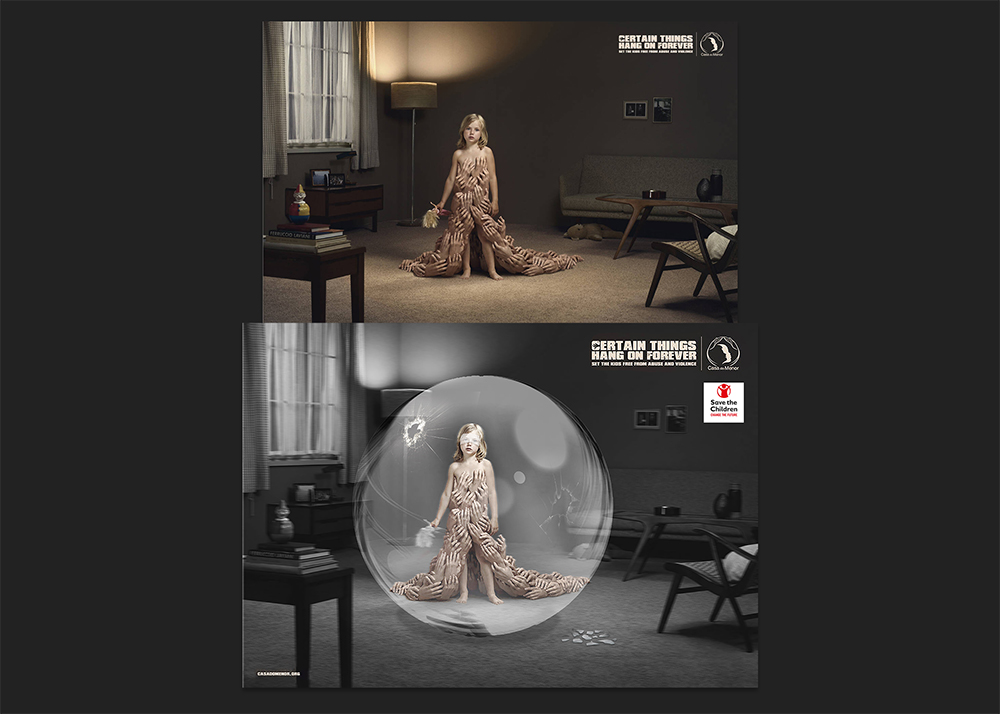 CERTAIN THINGS
HANG ON FOREVER
SET THE KIDS FREE FROM ABUSE AND VIOLENCE
Casa do Menor
CERTAIN THINGS
HANG ON FOREVER
SET THE KIDS FREE FROM ABUSE AND VIOLENCE
Casa do Menor
Save the
Children
CHANGE THE FUTURE
CASADOMENOR.ORG